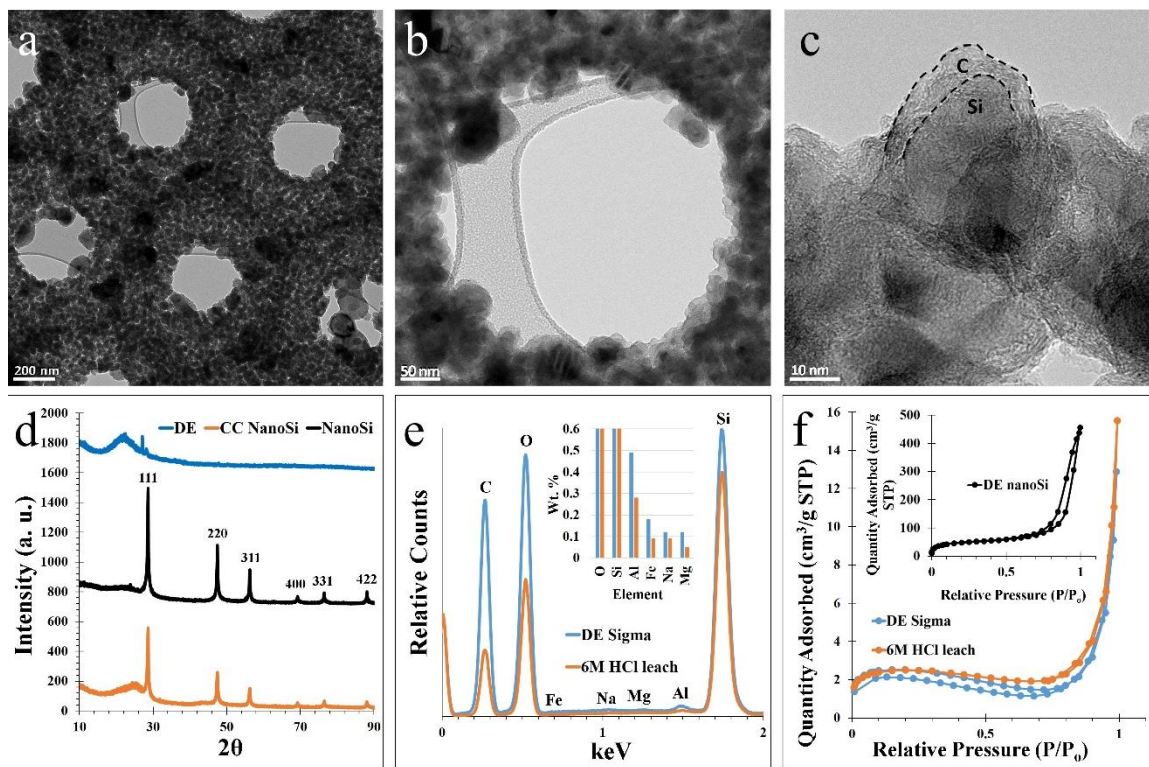 a
200 nm
b
50 nm
c
C
Si
10 nm
d
DE CC NanoSi NanoSi
2000
1800
1600
1400
1200
1000
800
600
400
200
0
111
220
311
400
331
422
Intensity (a. u.)
10 30 50 70 90
2θ
e
C
O
Si
Fe
Na
Mg
Al
Relative Counts
0.6
0.5
0.4
0.3
0.2
0.1
0
Wt. %
O Si Al Fe Na Mg
Element
DE Sigma
6M HCl leach
0 1 2
keV
f
16
14
12
10
8
6
4
2
0
Quantity Adsorbed (cm³/g STP)
500
400
300
200
100
0
Quantity Adsorbed (cm³/g
STP)
DE nanoSi
0 0.5 1
Relative Pressure (P/Pₒ)
DE Sigma
6M HCl leach
0 0.5 1
Relative Pressure (P/Pₒ)